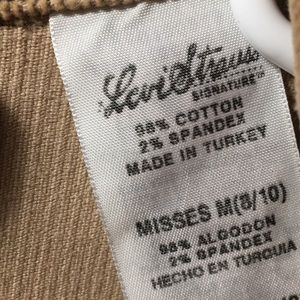 Levi Strauss
SIGNATURE™
98% COTTON
2% SPANDEX
MADE IN TURKEY
MISSES M(8/10)
98% ALGODON
2% SPANDEX
HECHO EN TURQUIA